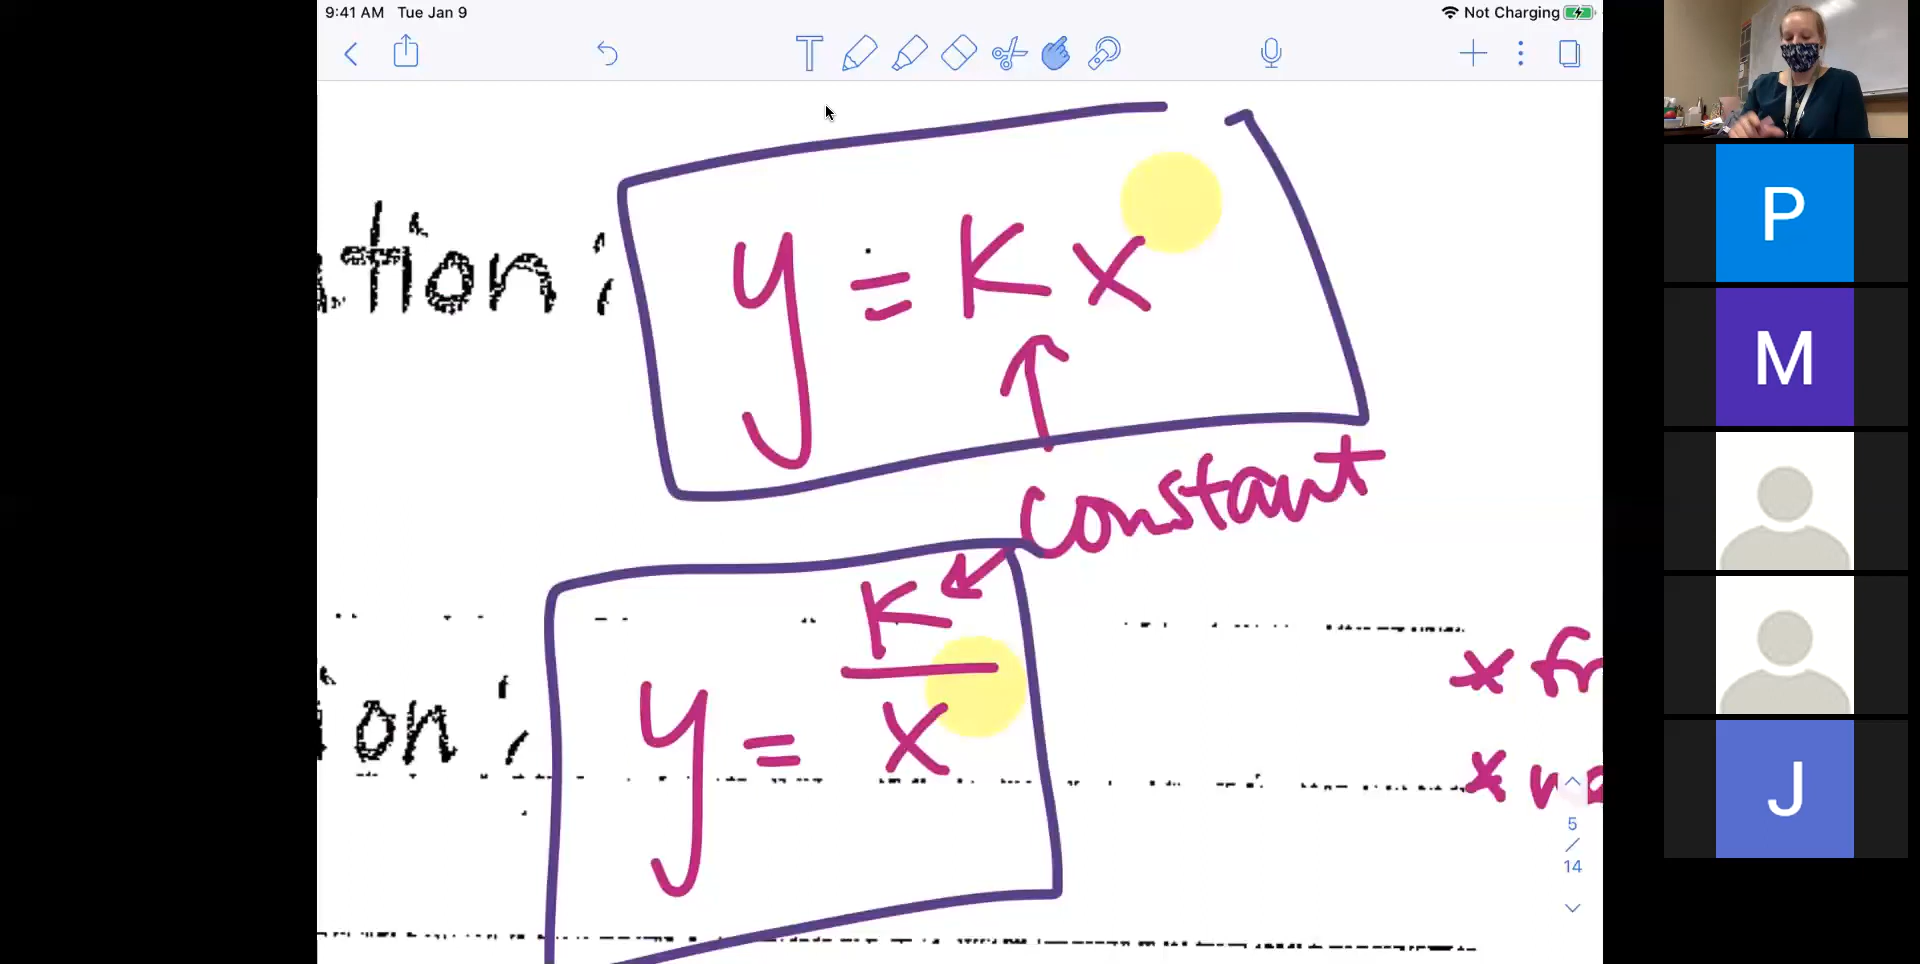 9:41 AM Tue Jan 9
Not Charging
ation:
y = Kx
constant
y = K/x
ion:
* fr
*
5
/
14
P
M
J